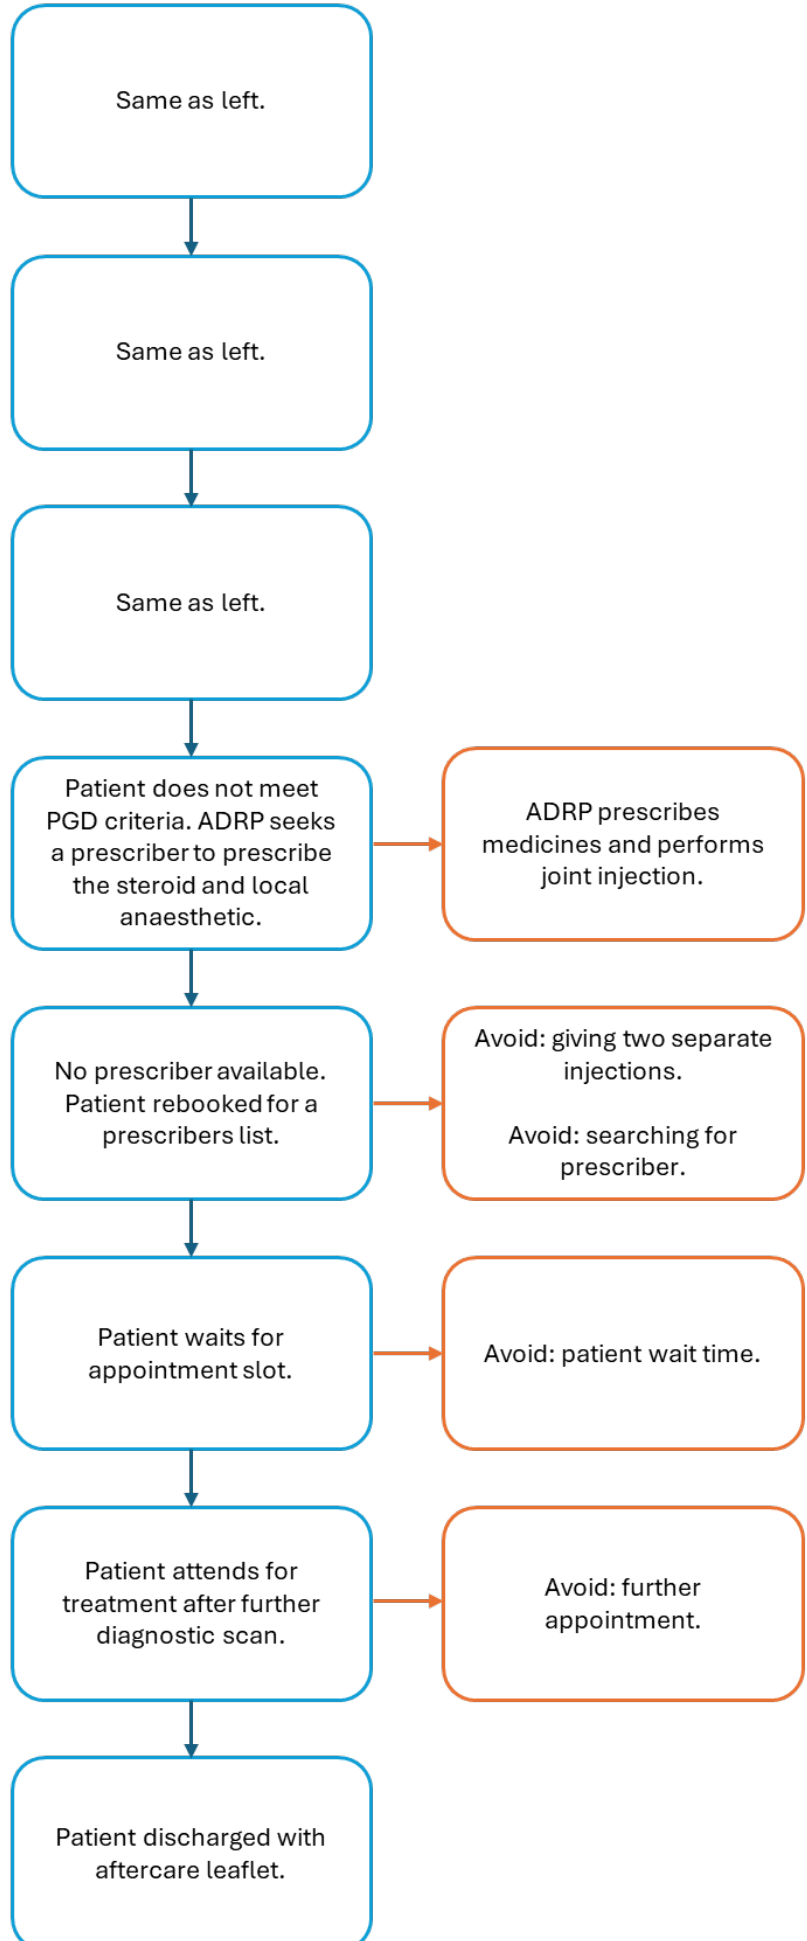 Same as left.
Same as left.
Same as left.
Patient does not meet
PGD criteria. ADRP seeks
a prescriber to prescribe
the steroid and local
anaesthetic.
ADRP prescribes
medicines and performs
joint injection.
No prescriber available.
Patient rebooked for a
prescribers list.
Avoid: giving two separate
injections.
Avoid: searching for
prescriber.
Patient waits for
appointment slot.
Avoid: patient wait time.
Patient attends for
treatment after further
diagnostic scan.
Avoid: further
appointment.
Patient discharged with
aftercare leaflet.